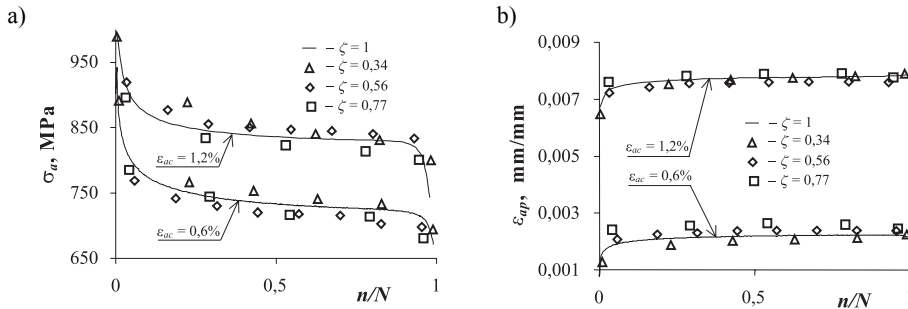 a)
σa, MPa
950
850
750
650
– ζ = 1
– ζ = 0,34
– ζ = 0,56
– ζ = 0,77
εac = 1,2%
εac = 0,6%
0
0,5
1
n/N
b)
εap, mm/mm
0,009
0,007
0,005
0,003
0,001
εac = 1,2%
εac = 0,6%
– ζ = 1
– ζ = 0,34
– ζ = 0,56
– ζ = 0,77
0
0,5
1
n/N